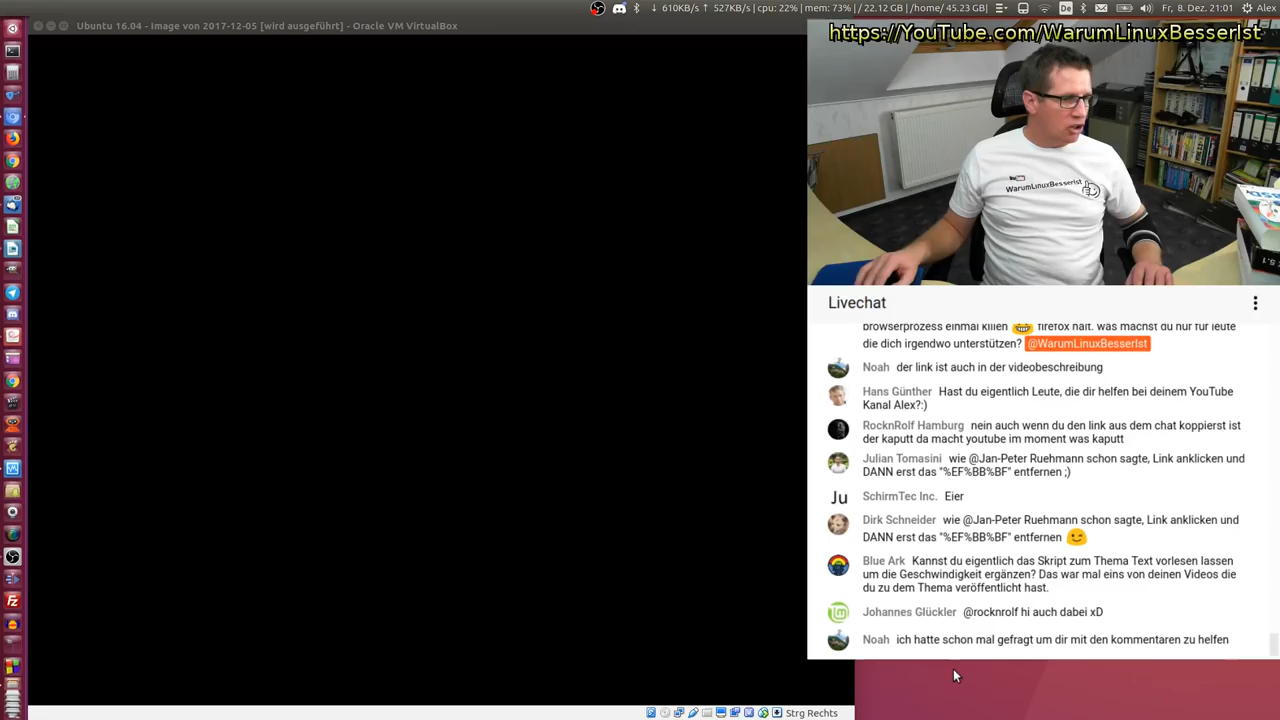 610KB/s 527KB/s | cpu: 22% | mem: 73% | / 22.12 GB | /home/ 45.23 GB De Fr, 8. Dez, 21:01 Alex
Ubuntu 16.04 - Image von 2017-12-05 [wird ausgeführt] - Oracle VM VirtualBox
https://YouTube.com/WarumLinuxBesserIst
WarumLinuxBesserIst
5.1
Livechat
browserprozess einmal killen firefox halt. was machst du nur für leute
die dich irgendwo unterstützen? @WarumLinuxBesserIst
Noah der link ist auch in der videobeschreibung
Hans Günther Hast du eigentlich Leute, die dir helfen bei deinem YouTube
Kanal Alex?:)
RocknRolf Hamburg nein auch wenn du den link aus dem chat koppierst ist
der kaputt da macht youtube im moment was kaputt
Julian Tomasini wie @Jan-Peter Ruehmann schon sagte, Link anklicken und
DANN erst das "%EF%BB%BF" entfernen ;)
Ju SchirmTec Inc. Eier
Dirk Schneider wie @Jan-Peter Ruehmann schon sagte, Link anklicken und
DANN erst das "%EF%BB%BF" entfernen
Blue Ark Kannst du eigentlich das Skript zum Thema Text vorlesen lassen
um die Geschwindigkeit ergänzen? Das war mal eins von deinen Videos die
du zu dem Thema veröffentlicht hast.
Johannes Glückler @rocknrolf hi auch dabei xD
Noah ich hatte schon mal gefragt um dir mit den kommentaren zu helfen
Strg Rechts